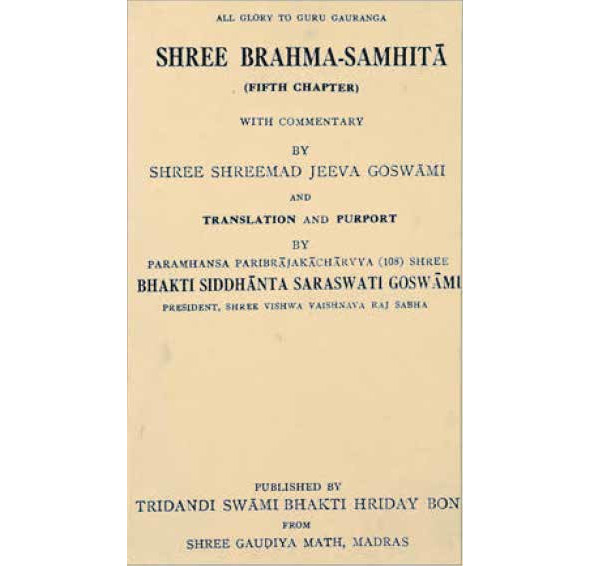 ALL GLORY TO GURU GAURANGA
SHREE BRAHMA-SAMHITĀ
(FIFTH CHAPTER)
WITH COMMENTARY
BY
SHREE SHREEMAD JEEVA GOSWĀMI
AND
TRANSLATION AND PURPORT
BY
PARAMHANSA PARIBRĀJAKĀCHĀRYYA (108) SHREE
BHAKTI SIDDHĀNTA SARASWATI GOSWĀMI
PRESIDENT, SHREE VISHWA VAISHNAVA RAJ SABHA
PUBLISHED BY
TRIDANDI SWĀMI BHAKTI HRIDAY BON
FROM
SHREE GAUḌIYA MATH, MADRAS